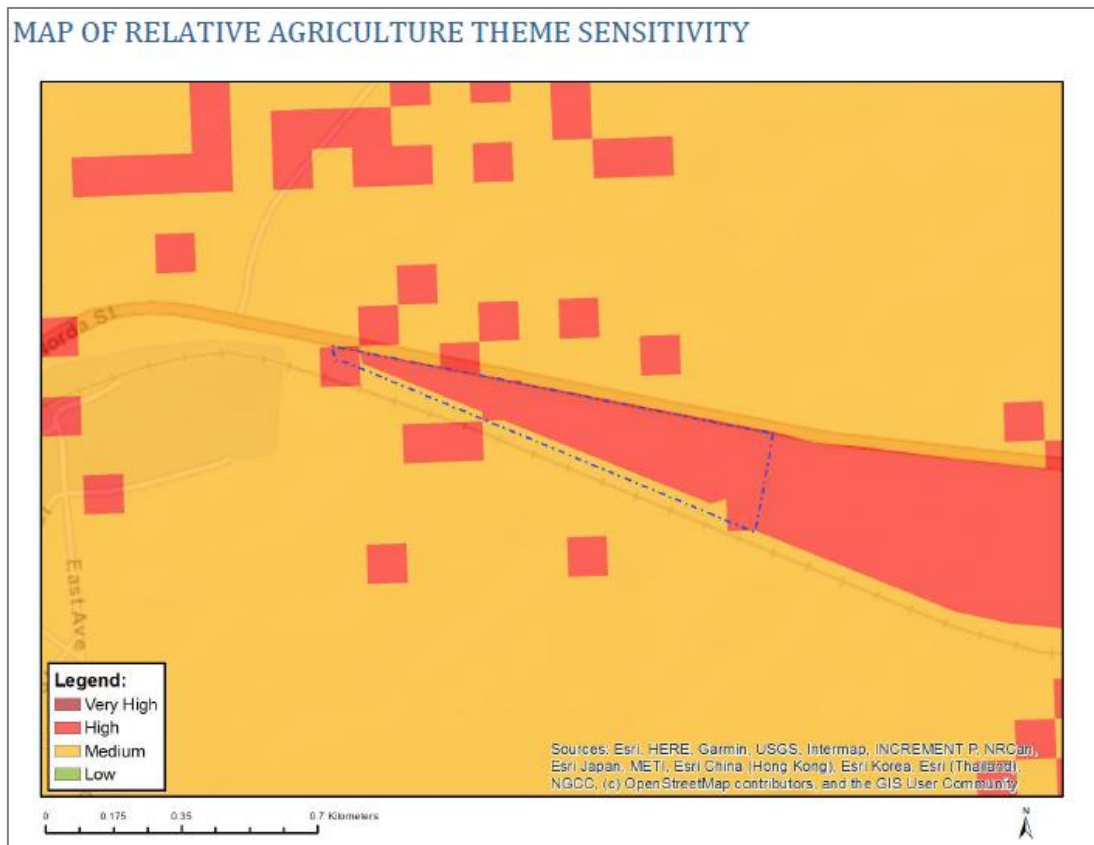 MAP OF RELATIVE AGRICULTURE THEME SENSITIVITY
Norda St
East Ave
Legend:
Very High
High
Medium
Low
Sources: Esri, HERE, Garmin, USGS, Intermap, INCREMENT P, NRCan,
Esri Japan, METI, Esri China (Hong Kong), Esri Korea, Esri (Thailand),
NGCC, (c) OpenStreetMap contributors, and the GIS User Community
0 0.175 0.35 0.7 Kilometers
N